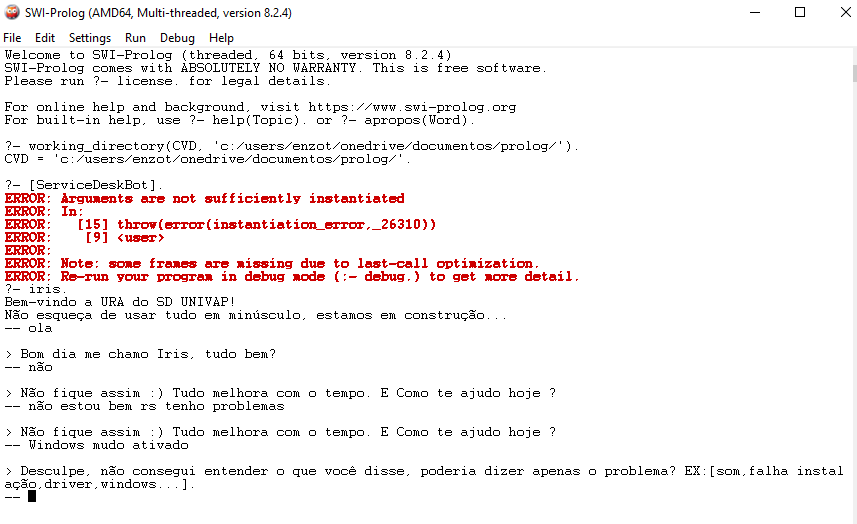 SWI-Prolog (AMD64, Multi-threaded, version 8.2.4)
File Edit Settings Run Debug Help
Welcome to SWI-Prolog (threaded, 64 bits, version 8.2.4)
SWI-Prolog comes with ABSOLUTELY NO WARRANTY. This is free software.
Please run ?- license. for legal details.
For online help and background, visit https://www.swi-prolog.org
For built-in help, use ?- help(Topic). or ?- apropos(Word).
?- working_directory(CVD, 'c:/users/enzot/onedrive/documentos/prolog/').
CVD = 'c:/users/enzot/onedrive/documentos/prolog/'.
?- [ServiceDeskBot].
ERROR: Arguments are not sufficiently instantiated
ERROR: In:
ERROR:   [15] throw(error(instantiation_error,_26310))
ERROR:    [9] <user>
ERROR:
ERROR: Note: some frames are missing due to last-call optimization.
ERROR: Re-run your program in debug mode (:- debug.) to get more detail.
?- iris.
Bem-vindo a URA do SD UNIVAP!
Não esqueça de usar tudo em minúsculo, estamos em construção...
-- ola
> Bom dia me chamo Iris, tudo bem?
-- não
> Não fique assim :) Tudo melhora com o tempo. E Como te ajudo hoje ?
-- não estou bem rs tenho problemas
> Não fique assim :) Tudo melhora com o tempo. E Como te ajudo hoje ?
-- Windows mudo ativado
> Desculpe, não consegui entender o que você disse, poderia dizer apenas o problema? EX:[som,falha instal
ação,driver,windows...].
--